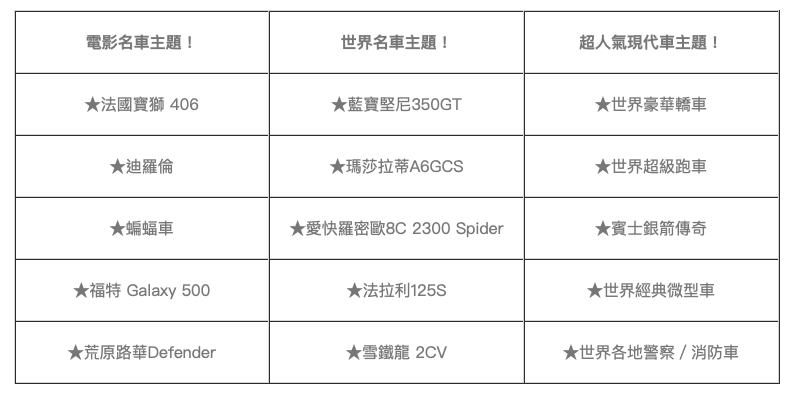 電影名車主題！ 世界名車主題！ 超人氣現代車主題！
★法國寶獅 406 ★藍寶堅尼350GT ★世界豪華轎車
★迪羅倫 ★瑪莎拉蒂A6GCS ★世界超級跑車
★蝙蝠車 ★愛快羅密歐8C 2300 Spider ★賓士銀箭傳奇
★福特 Galaxy 500 ★法拉利125S ★世界經典微型車
★荒原路華Defender ★雪鐵龍 2CV ★世界各地警察 / 消防車